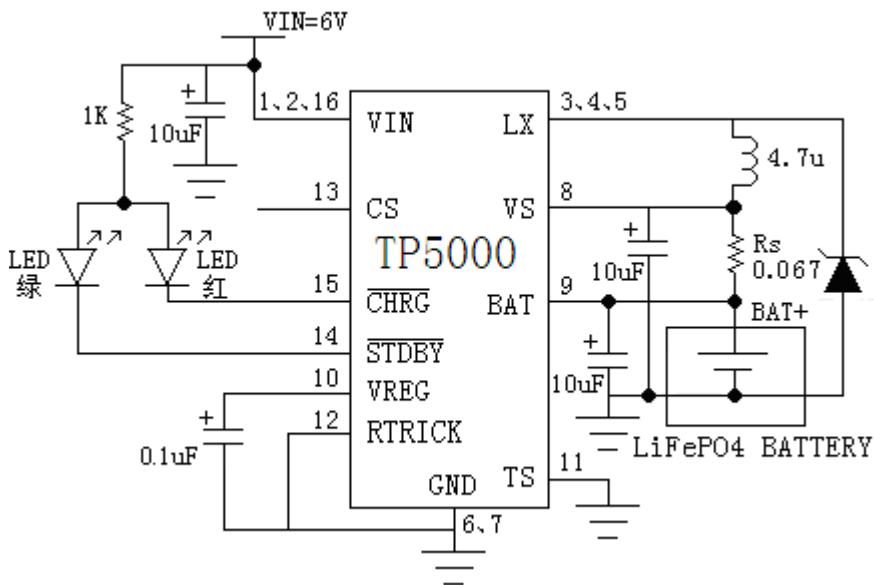 VIN=6V
1K
10uF
1、2、16
VIN
LX
3、4、5
4.7u
13
CS
VS
8
TP5000
LED
绿
LED
红
15
CHRG
BAT
9
10uF
Rs
0.067
BAT+
14
STDBY
10
VREG
12
RTRICK
0.1uF
10uF
LiFePO4 BATTERY
GND
TS
11
6、7
+
+
+
+